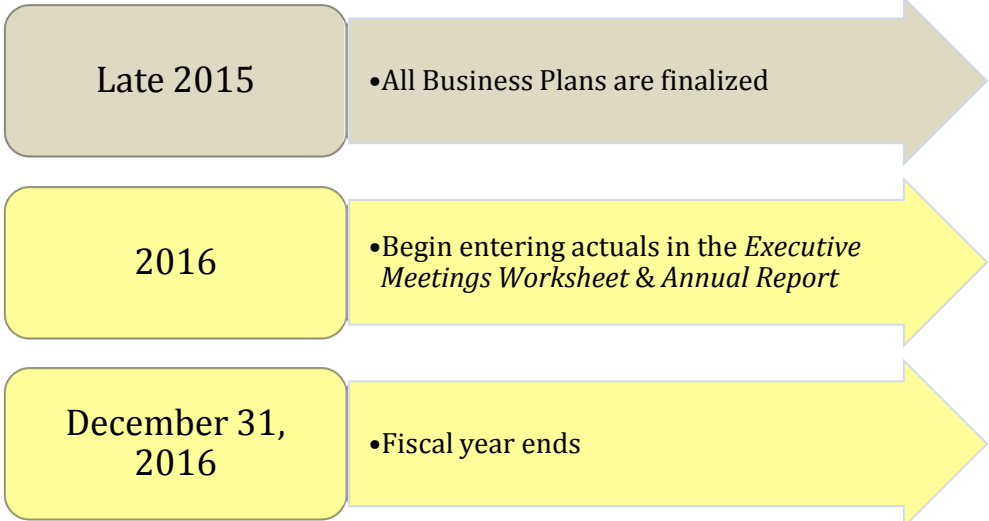 Late 2015
•All Business Plans are finalized
2016
•Begin entering actuals in the Executive
Meetings Worksheet & Annual Report
December 31,
2016
•Fiscal year ends